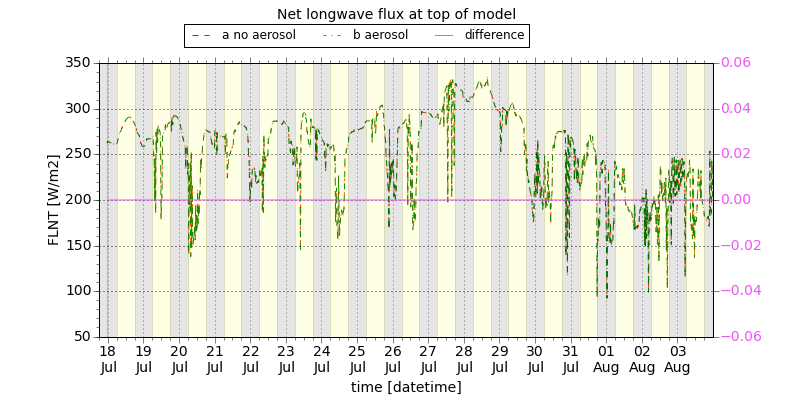 Net longwave flux at top of model
a no aerosol b aerosol difference
350 0.06
300 0.04
250 0.02
200 0.00
150 −0.02
100 −0.04
50 −0.06
FLNT [W/m2]
18 19 20 21 22 23 24 25 26 27 28 29 30 31 01 02 03
Jul Jul Jul Jul Jul Jul Jul Jul Jul Jul Jul Jul Jul Jul Aug Aug Aug
time [datetime]